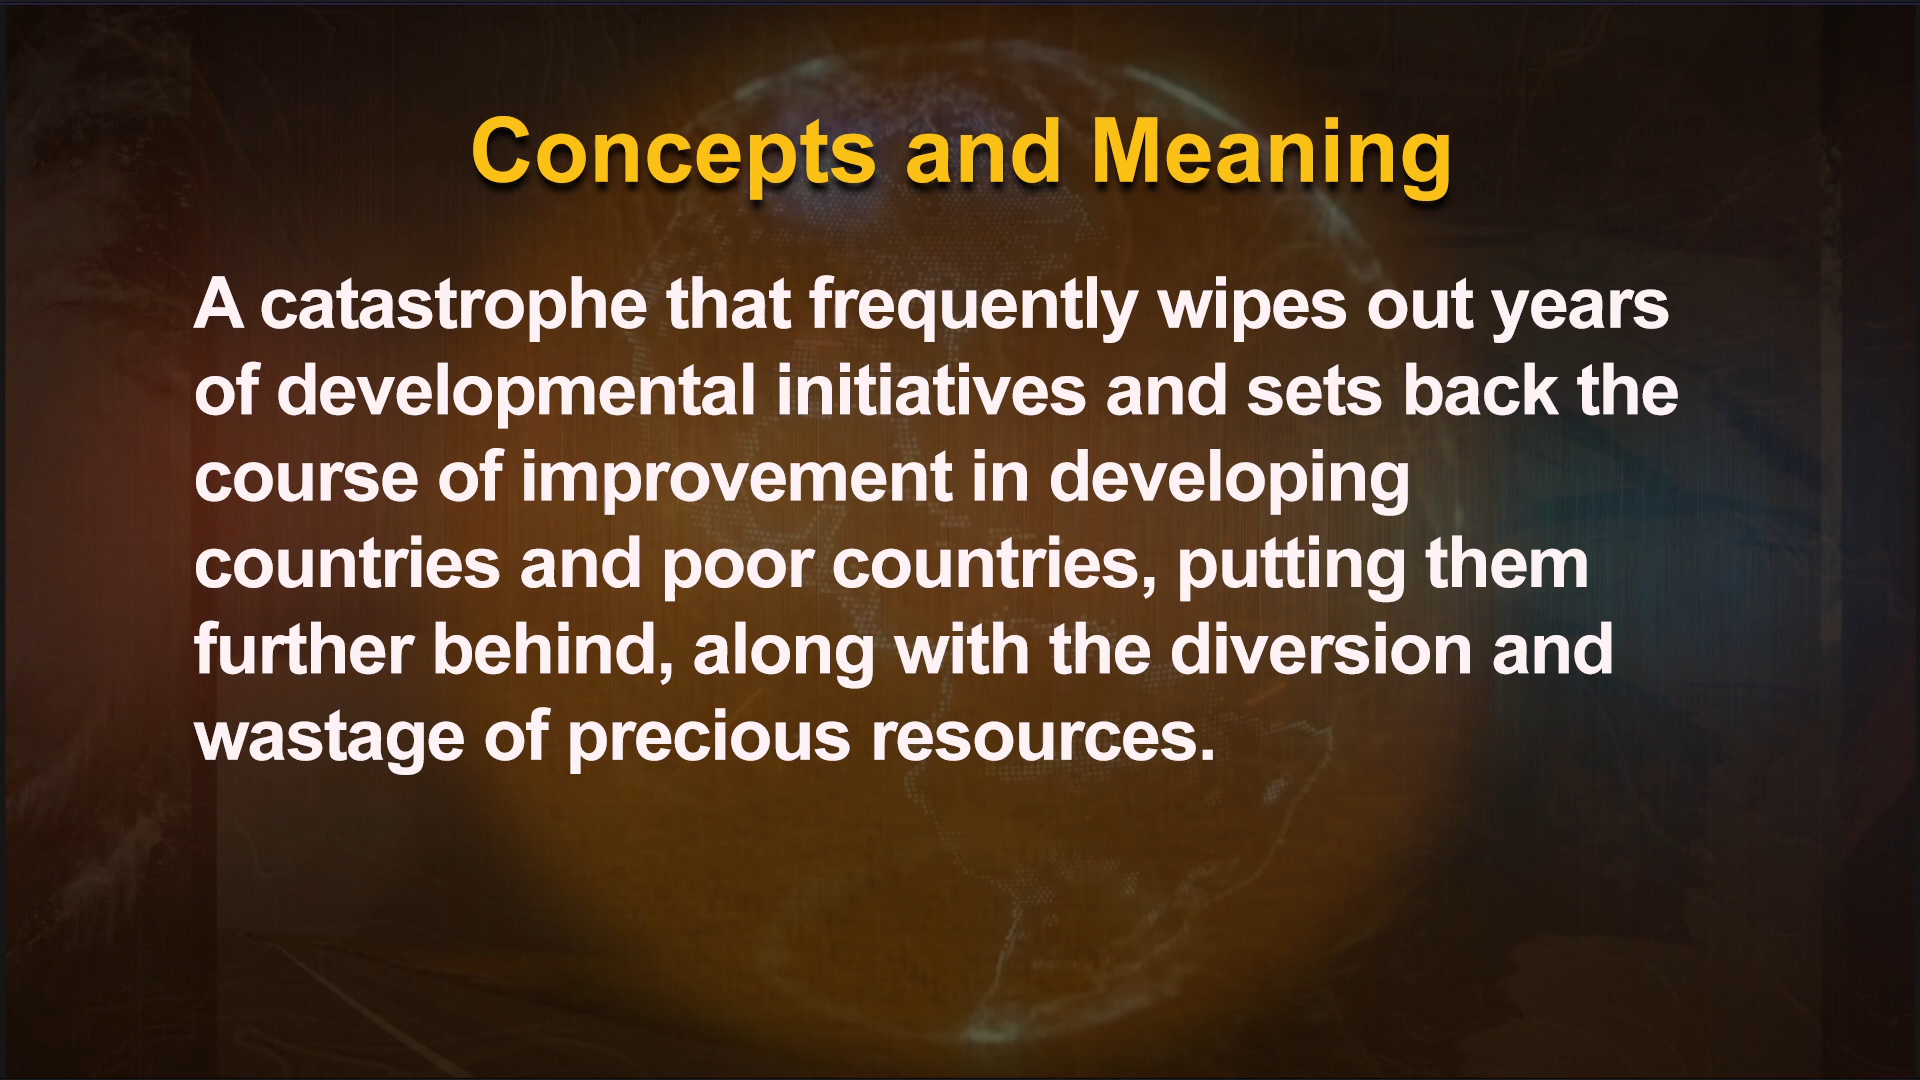 Concepts and Meaning
A catastrophe that frequently wipes out years
of developmental initiatives and sets back the
course of improvement in developing
countries and poor countries, putting them
further behind, along with the diversion and
wastage of precious resources.